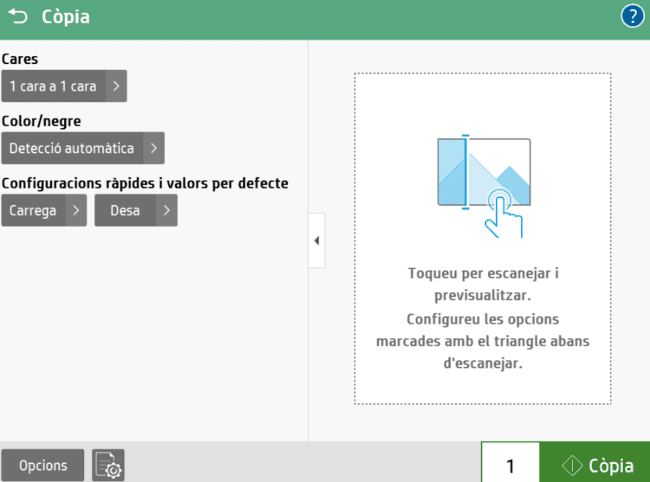 Còpia
?
Cares
1 cara a 1 cara
Color/negre
Detecció automàtica
Configuracions ràpides i valors per defecte
Carrega
Desa
Toqueu per escanejar i
previsualitzar.
Configureu les opcions
marcades amb el triangle abans
d'escanejar.
Opcions
1
Còpia